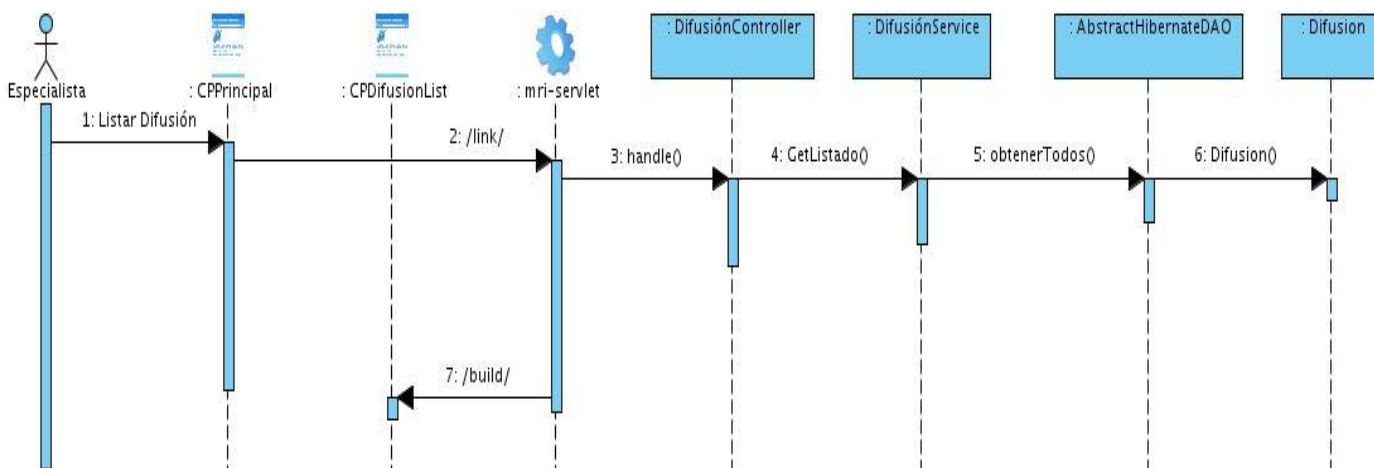 : DifusiónController
: DifusiónService
: AbstractHibernateDAO
: Difusion
Especialista
: CPPrincipal
: CPDifusionList
: mri-servlet
1: Listar Difusión
2: /link/
3: handle()
4: GetListado()
5: obtenerTodos()
6: Difusion()
7: /build/